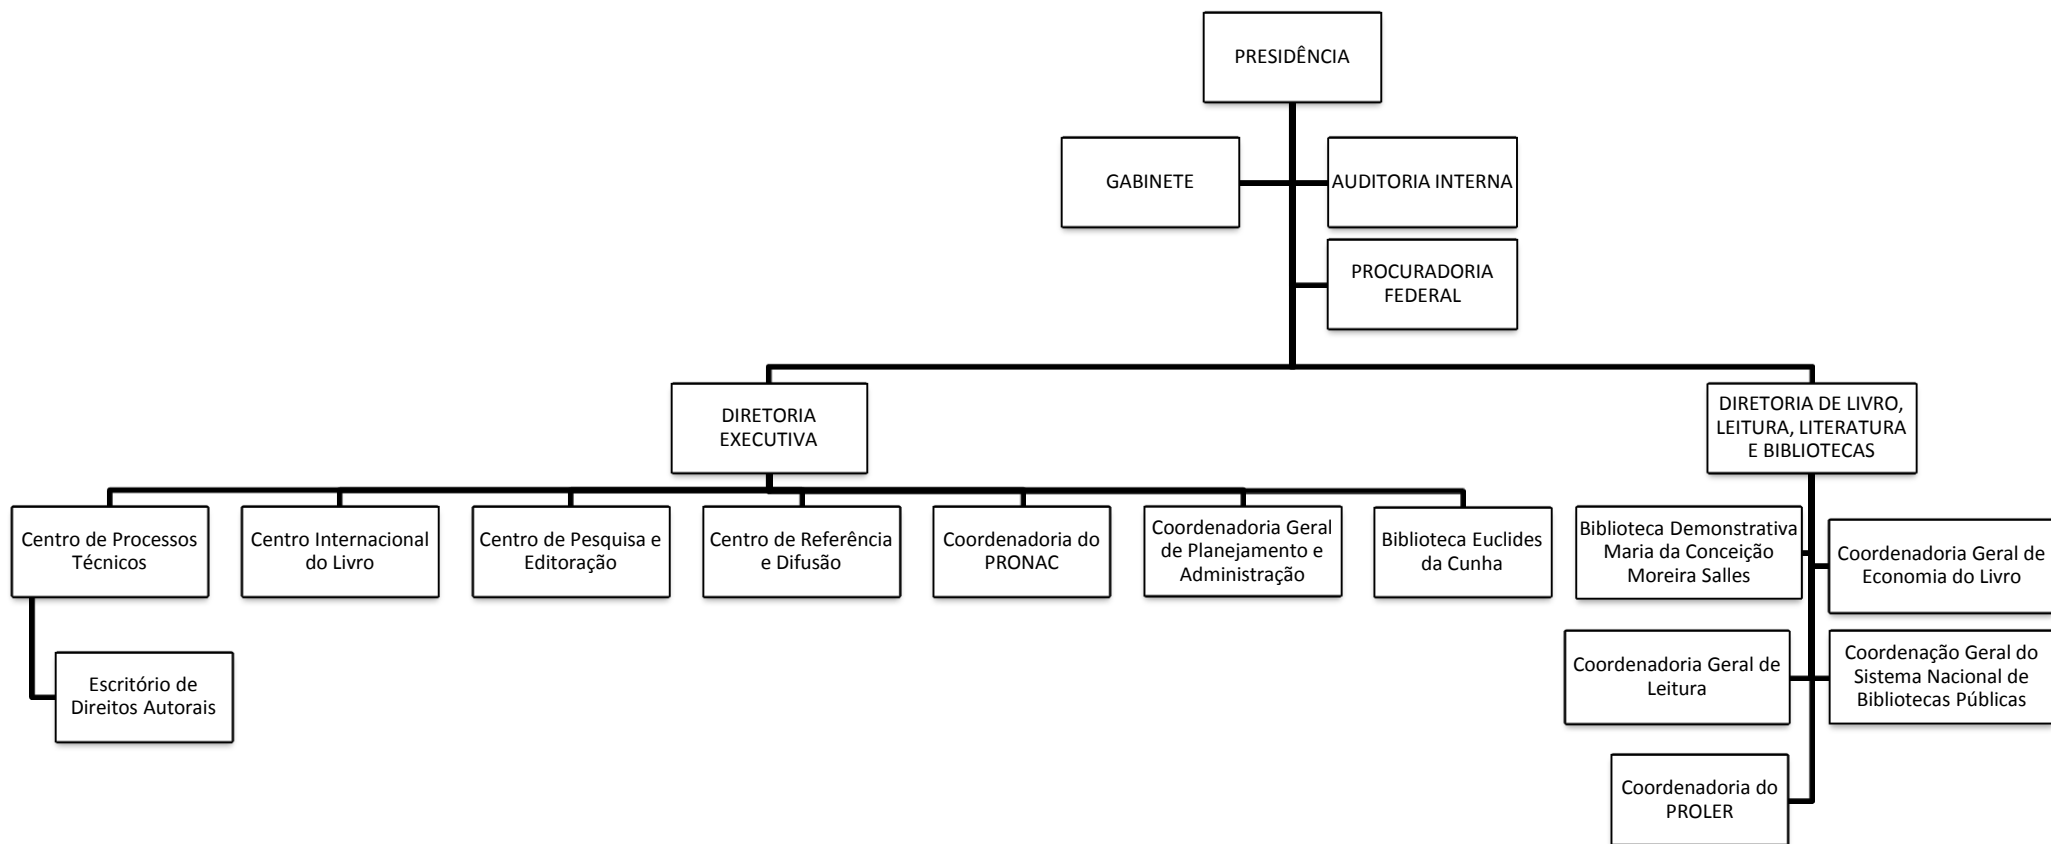 PRESIDÊNCIA
GABINETE
AUDITORIA INTERNA
PROCURADORIA
FEDERAL
DIRETORIA
EXECUTIVA
DIRETORIA DE LIVRO,
LEITURA, LITERATURA
E BIBLIOTECAS
Centro de Processos
Técnicos
Centro Internacional
do Livro
Centro de Pesquisa e
Editoração
Centro de Referência
e Difusão
Coordenadoria do
PRONAC
Coordenadoria Geral
de Planejamento e
Administração
Biblioteca Euclides
da Cunha
Biblioteca Demonstrativa
Maria da Conceição
Moreira Salles
Coordenadoria Geral de
Economia do Livro
Escritório de
Direitos Autorais
Coordenadoria Geral de
Leitura
Coordenação Geral do
Sistema Nacional de
Bibliotecas Públicas
Coordenadoria do
PROLER